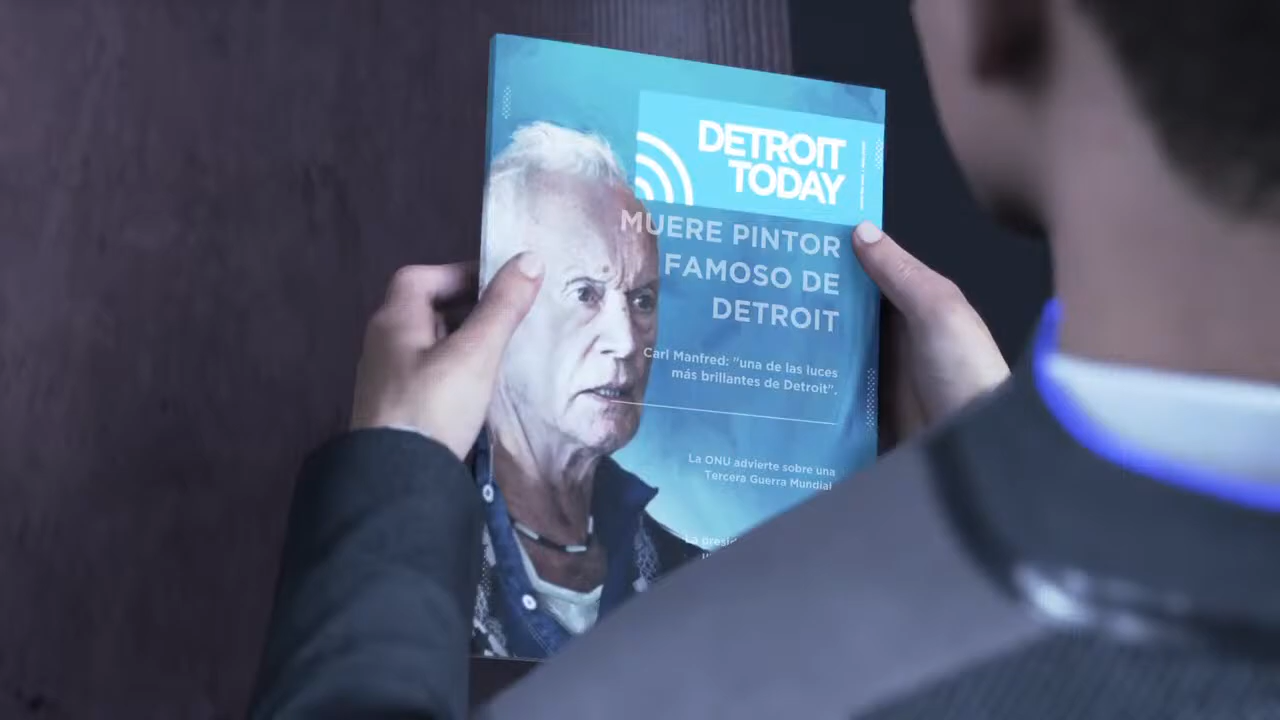 DETROIT
TODAY
MUERE PINTOR
FAMOSO DE
DETROIT
Carl Manfred: “una de las luces
más brillantes de Detroit”.
La ONU advierte sobre una
Tercera Guerra Mundial
La